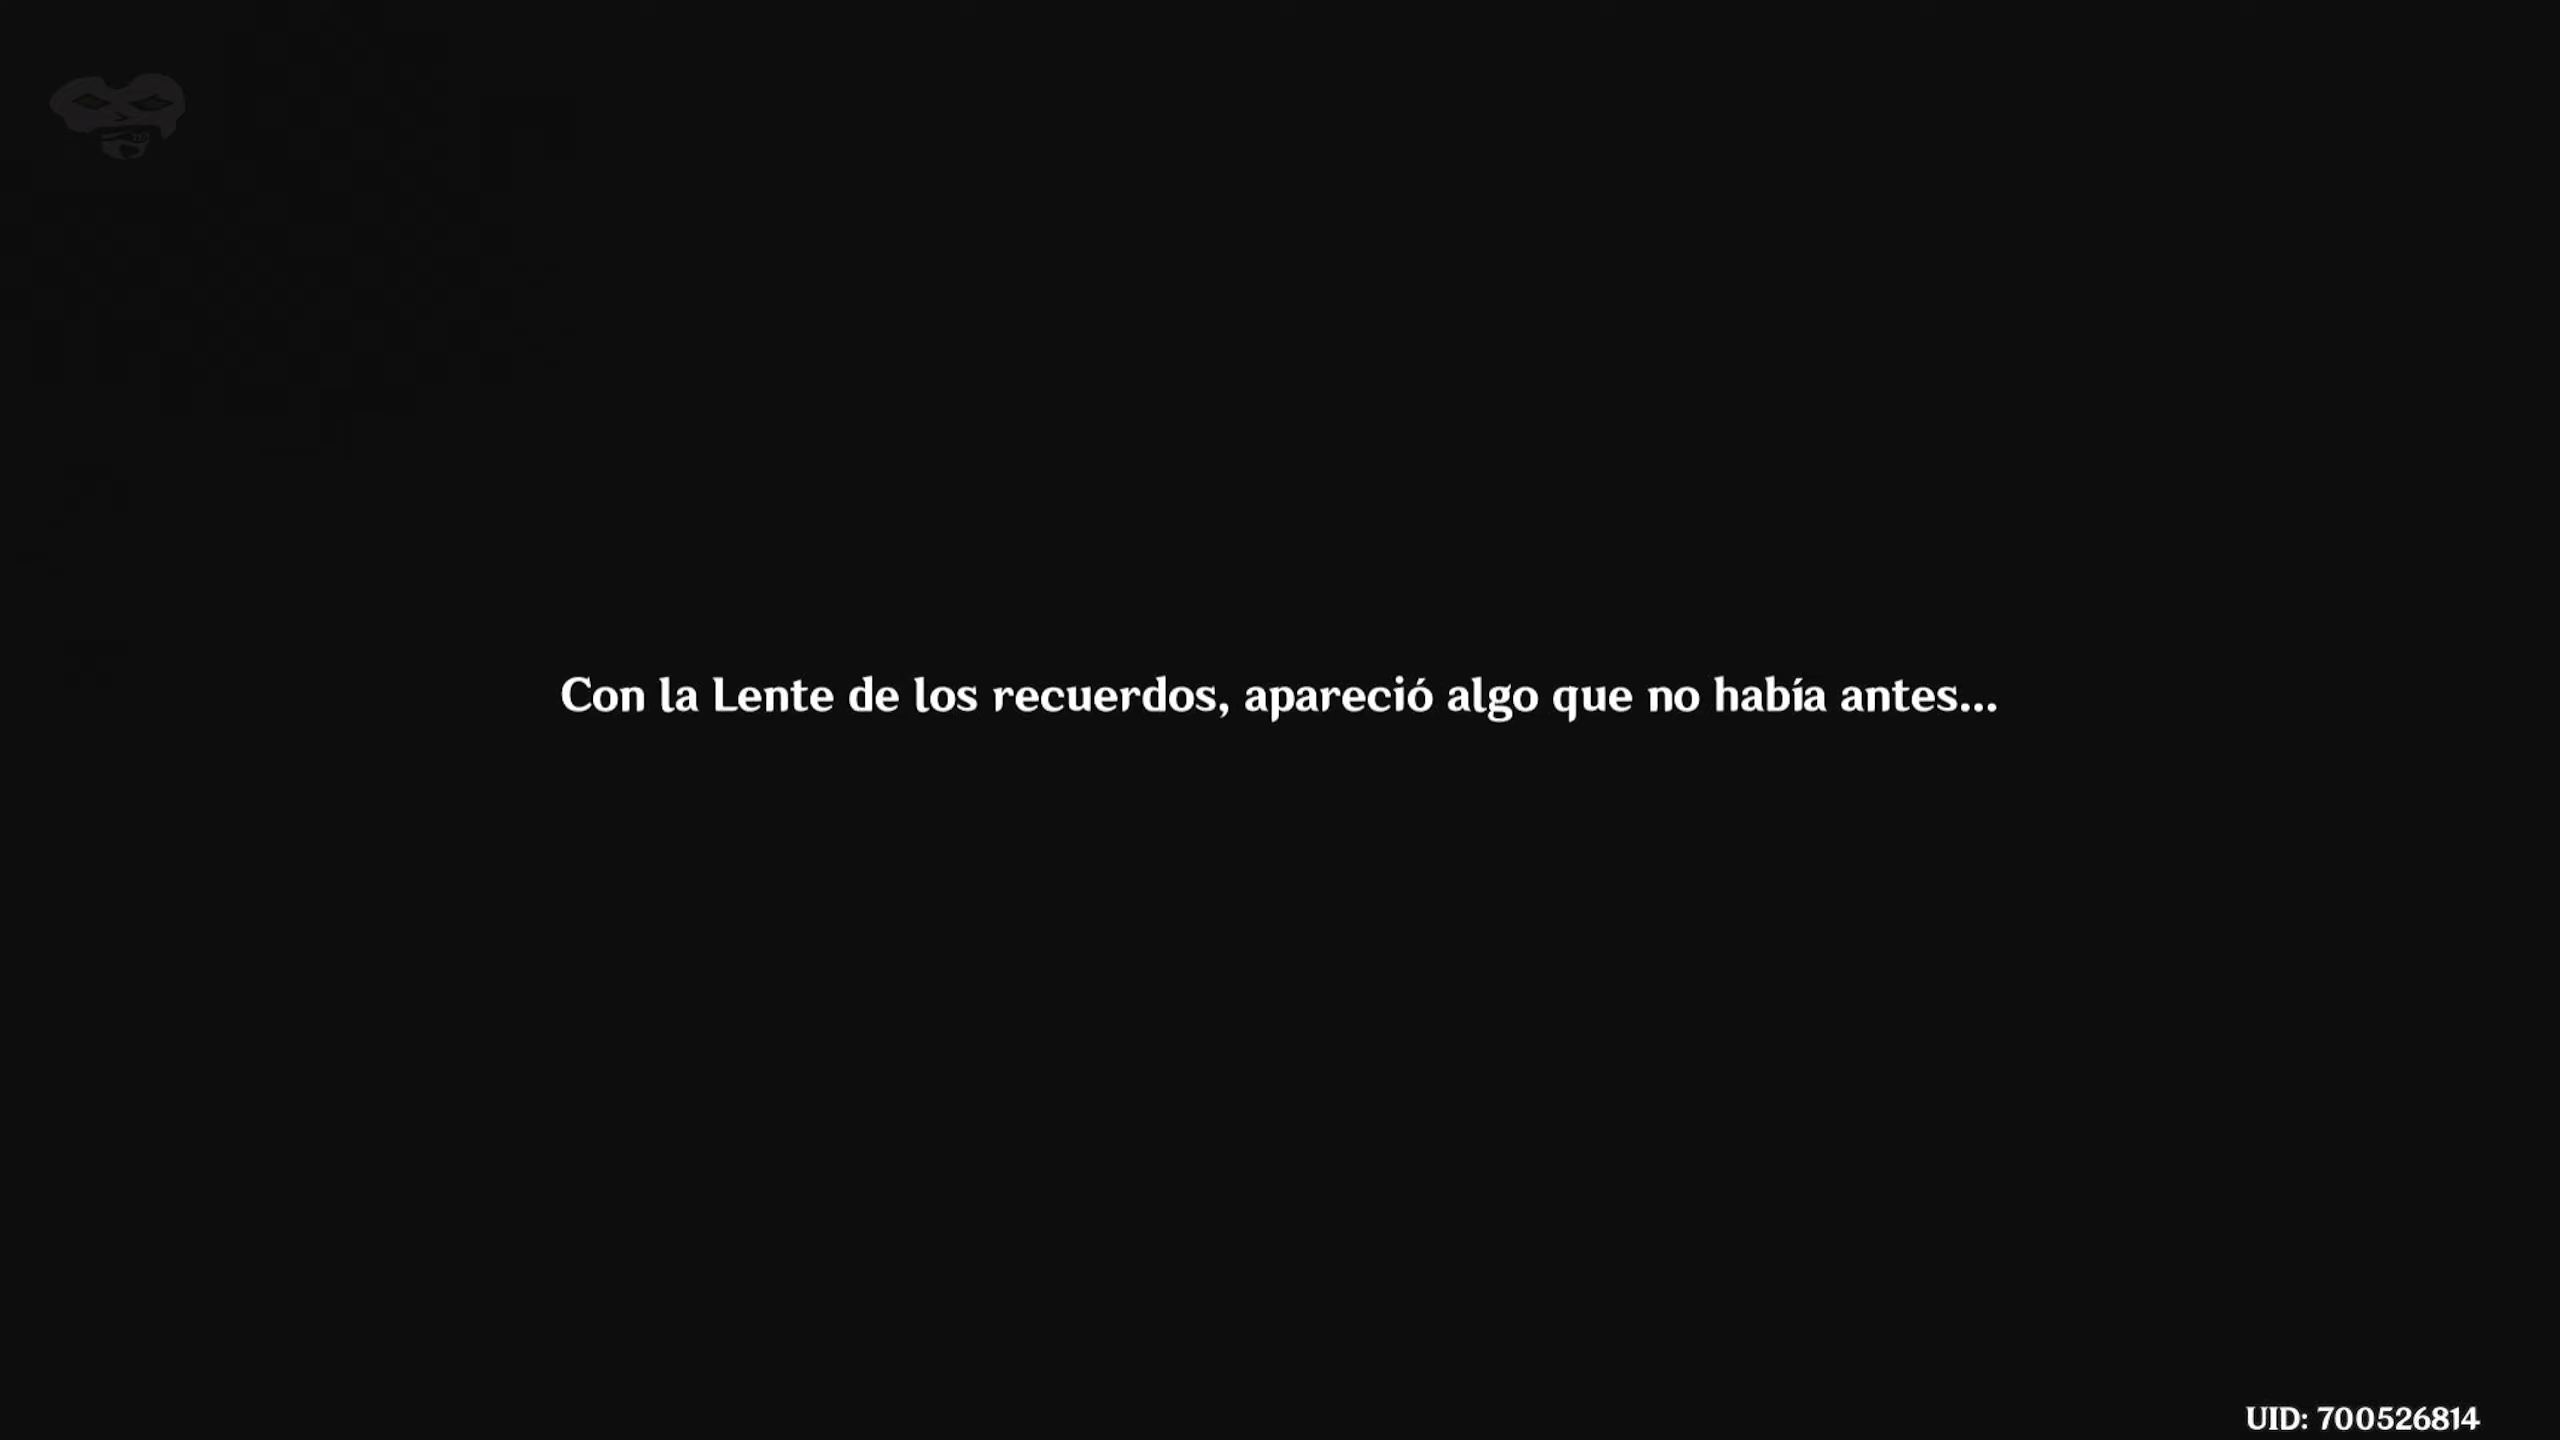 Con la Lente de los recuerdos, apareció algo que no había antes...
UID: 700526814